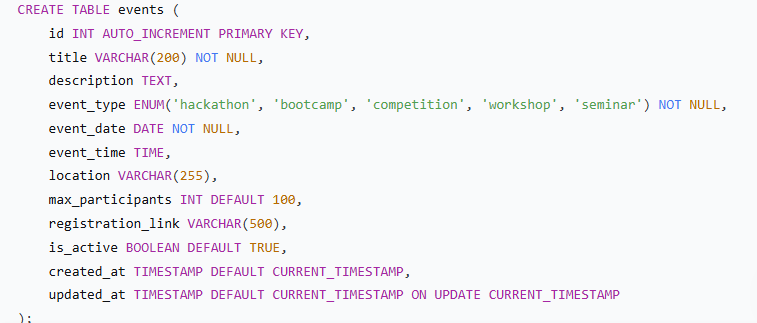 CREATE TABLE events (
    id INT AUTO_INCREMENT PRIMARY KEY,
    title VARCHAR(200) NOT NULL,
    description TEXT,
    event_type ENUM('hackathon', 'bootcamp', 'competition', 'workshop', 'seminar') NOT NULL,
    event_date DATE NOT NULL,
    event_time TIME,
    location VARCHAR(255),
    max_participants INT DEFAULT 100,
    registration_link VARCHAR(500),
    is_active BOOLEAN DEFAULT TRUE,
    created_at TIMESTAMP DEFAULT CURRENT_TIMESTAMP,
    updated_at TIMESTAMP DEFAULT CURRENT_TIMESTAMP ON UPDATE CURRENT_TIMESTAMP
);